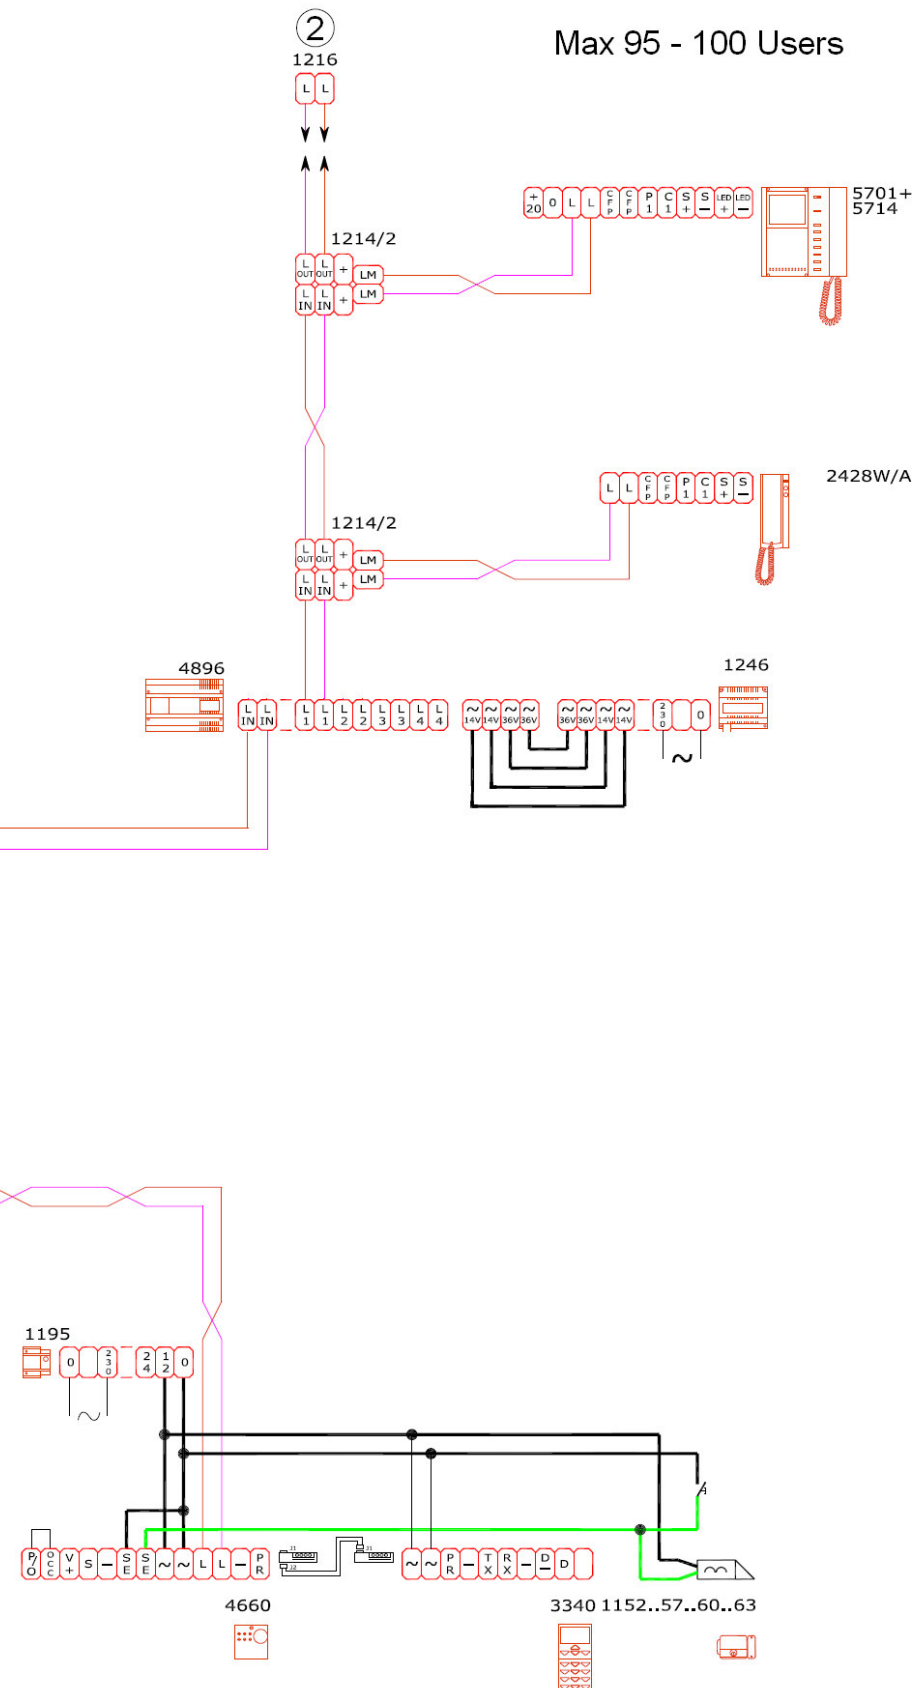 2
Max 95 - 100 Users
1216
L L
5701+
5714
+20 0 L L CFP CFP P1 C1 S+ S− LED+ LED−
1214/2
L OUT L OUT + LM
L IN L IN + LM
2428W/A
L L CFP CFP P1 C1 S+ S−
1214/2
L OUT L OUT + LM
L IN L IN + LM
4896
1246
L IN L IN L1 L1 L2 L2 L3 L3 L4 L4 ~14V ~14V ~36V ~36V ~36V ~36V ~14V ~14V 230 0
~
1195
0 230 24 12 0
~
P/O OCC V+ S − SE SE ~ ~ L L − PR J1 J2 J1 ~ ~ PR − TX RX − D− D
4660
3340 1152..57..60..63